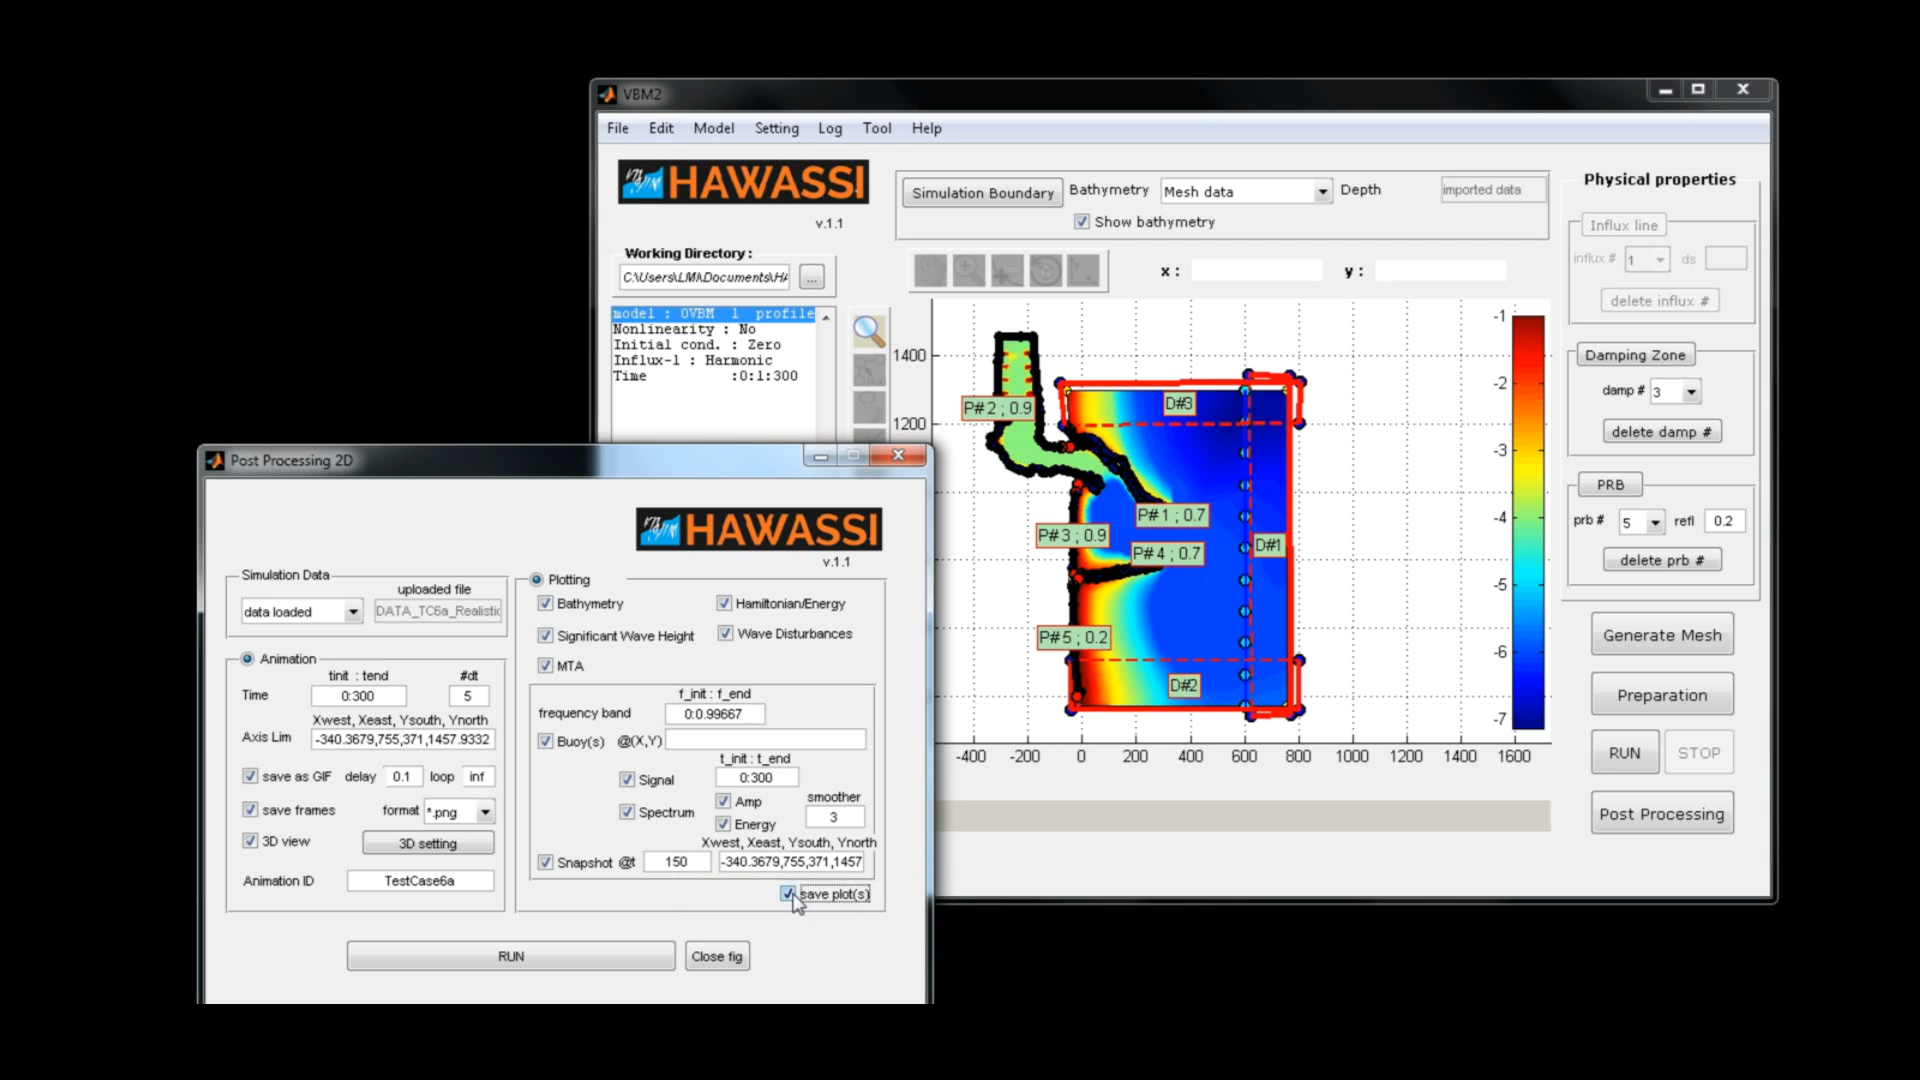 VBM2
File Edit Model Setting Log Tool Help
HAWASSI
v.1.1
Simulation Boundary
Bathymetry
Mesh data
Depth
imported data
Show bathymetry
Working Directory :
C:\Users\LMI\Documents\HA
...
x :
y :
model : OVBM 1 profile
Nonlinearity : No
Initial cond. : Zero
Influx-1 : Harmonic
Time :0:1:300
1400
1200
P#2 ; 0.9
D#3
P#1 ; 0.7
P#3 ; 0.9
P#4 ; 0.7
D#1
P#5 ; 0.2
D#2
-400 -200 0 200 400 600 800 1000 1200 1400 1600
-1
-2
-3
-4
-5
-6
-7
Physical properties
Influx line
influx # 1 ds
delete influx #
Damping Zone
damp # 3
delete damp #
PRB
prb # 5 refl 0.2
delete prb #
Generate Mesh
Preparation
RUN STOP
Post Processing
Post Processing 2D
HAWASSI
v.1.1
Simulation Data
uploaded file
data loaded
DATA_TC6a_Realistic
Animation
tinit : tend #dt
Time 0:300 5
Xwest, Xeast, Ysouth, Ynorth
Axis Lim -340.3679,755,371,1457.9332
save as GIF delay 0.1 loop inf
save frames format *.png
3D view 3D setting
Animation ID TestCase6a
Plotting
Bathymetry Hamiltonian/Energy
Significant Wave Height Wave Disturbances
MTA
f_init : f_end
frequency band 0:0.99667
Buoy(s) @(X,Y)
t_init : t_end
Signal 0:300
Amp smoother
Spectrum
Energy 3
Xwest, Xeast, Ysouth, Ynorth
Snapshot @t 150 -340.3679,755,371,1457
save plot(s)
RUN Close fig